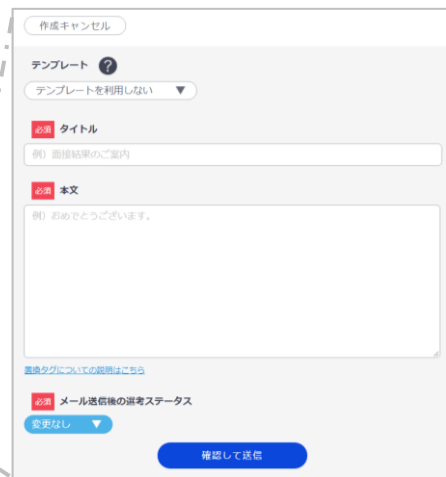 作成キャンセル
テンプレート ?
テンプレートを利用しない ▼
必須 タイトル
例）面接結果のご案内
必須 本文
例）おめでとうございます。
置換タグについての説明はこちら
必須 メール送信後の選考ステータス
変更なし ▼
確認して送信